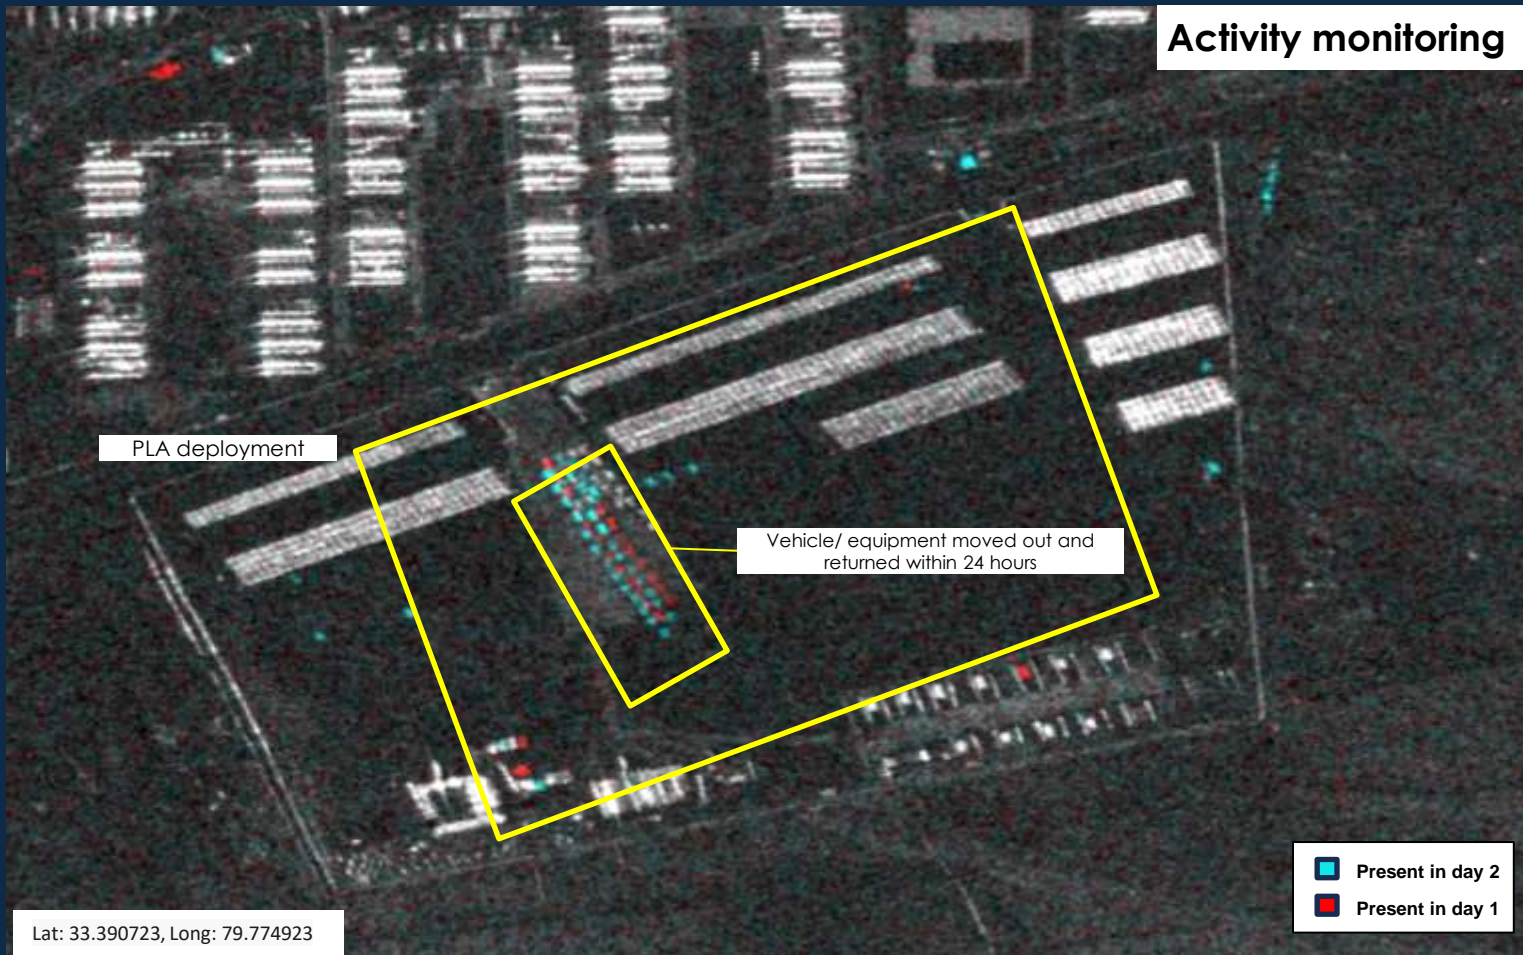 Activity monitoring
PLA deployment
Vehicle/ equipment moved out and
returned within 24 hours
Present in day 2
Present in day 1
Lat: 33.390723, Long: 79.774923